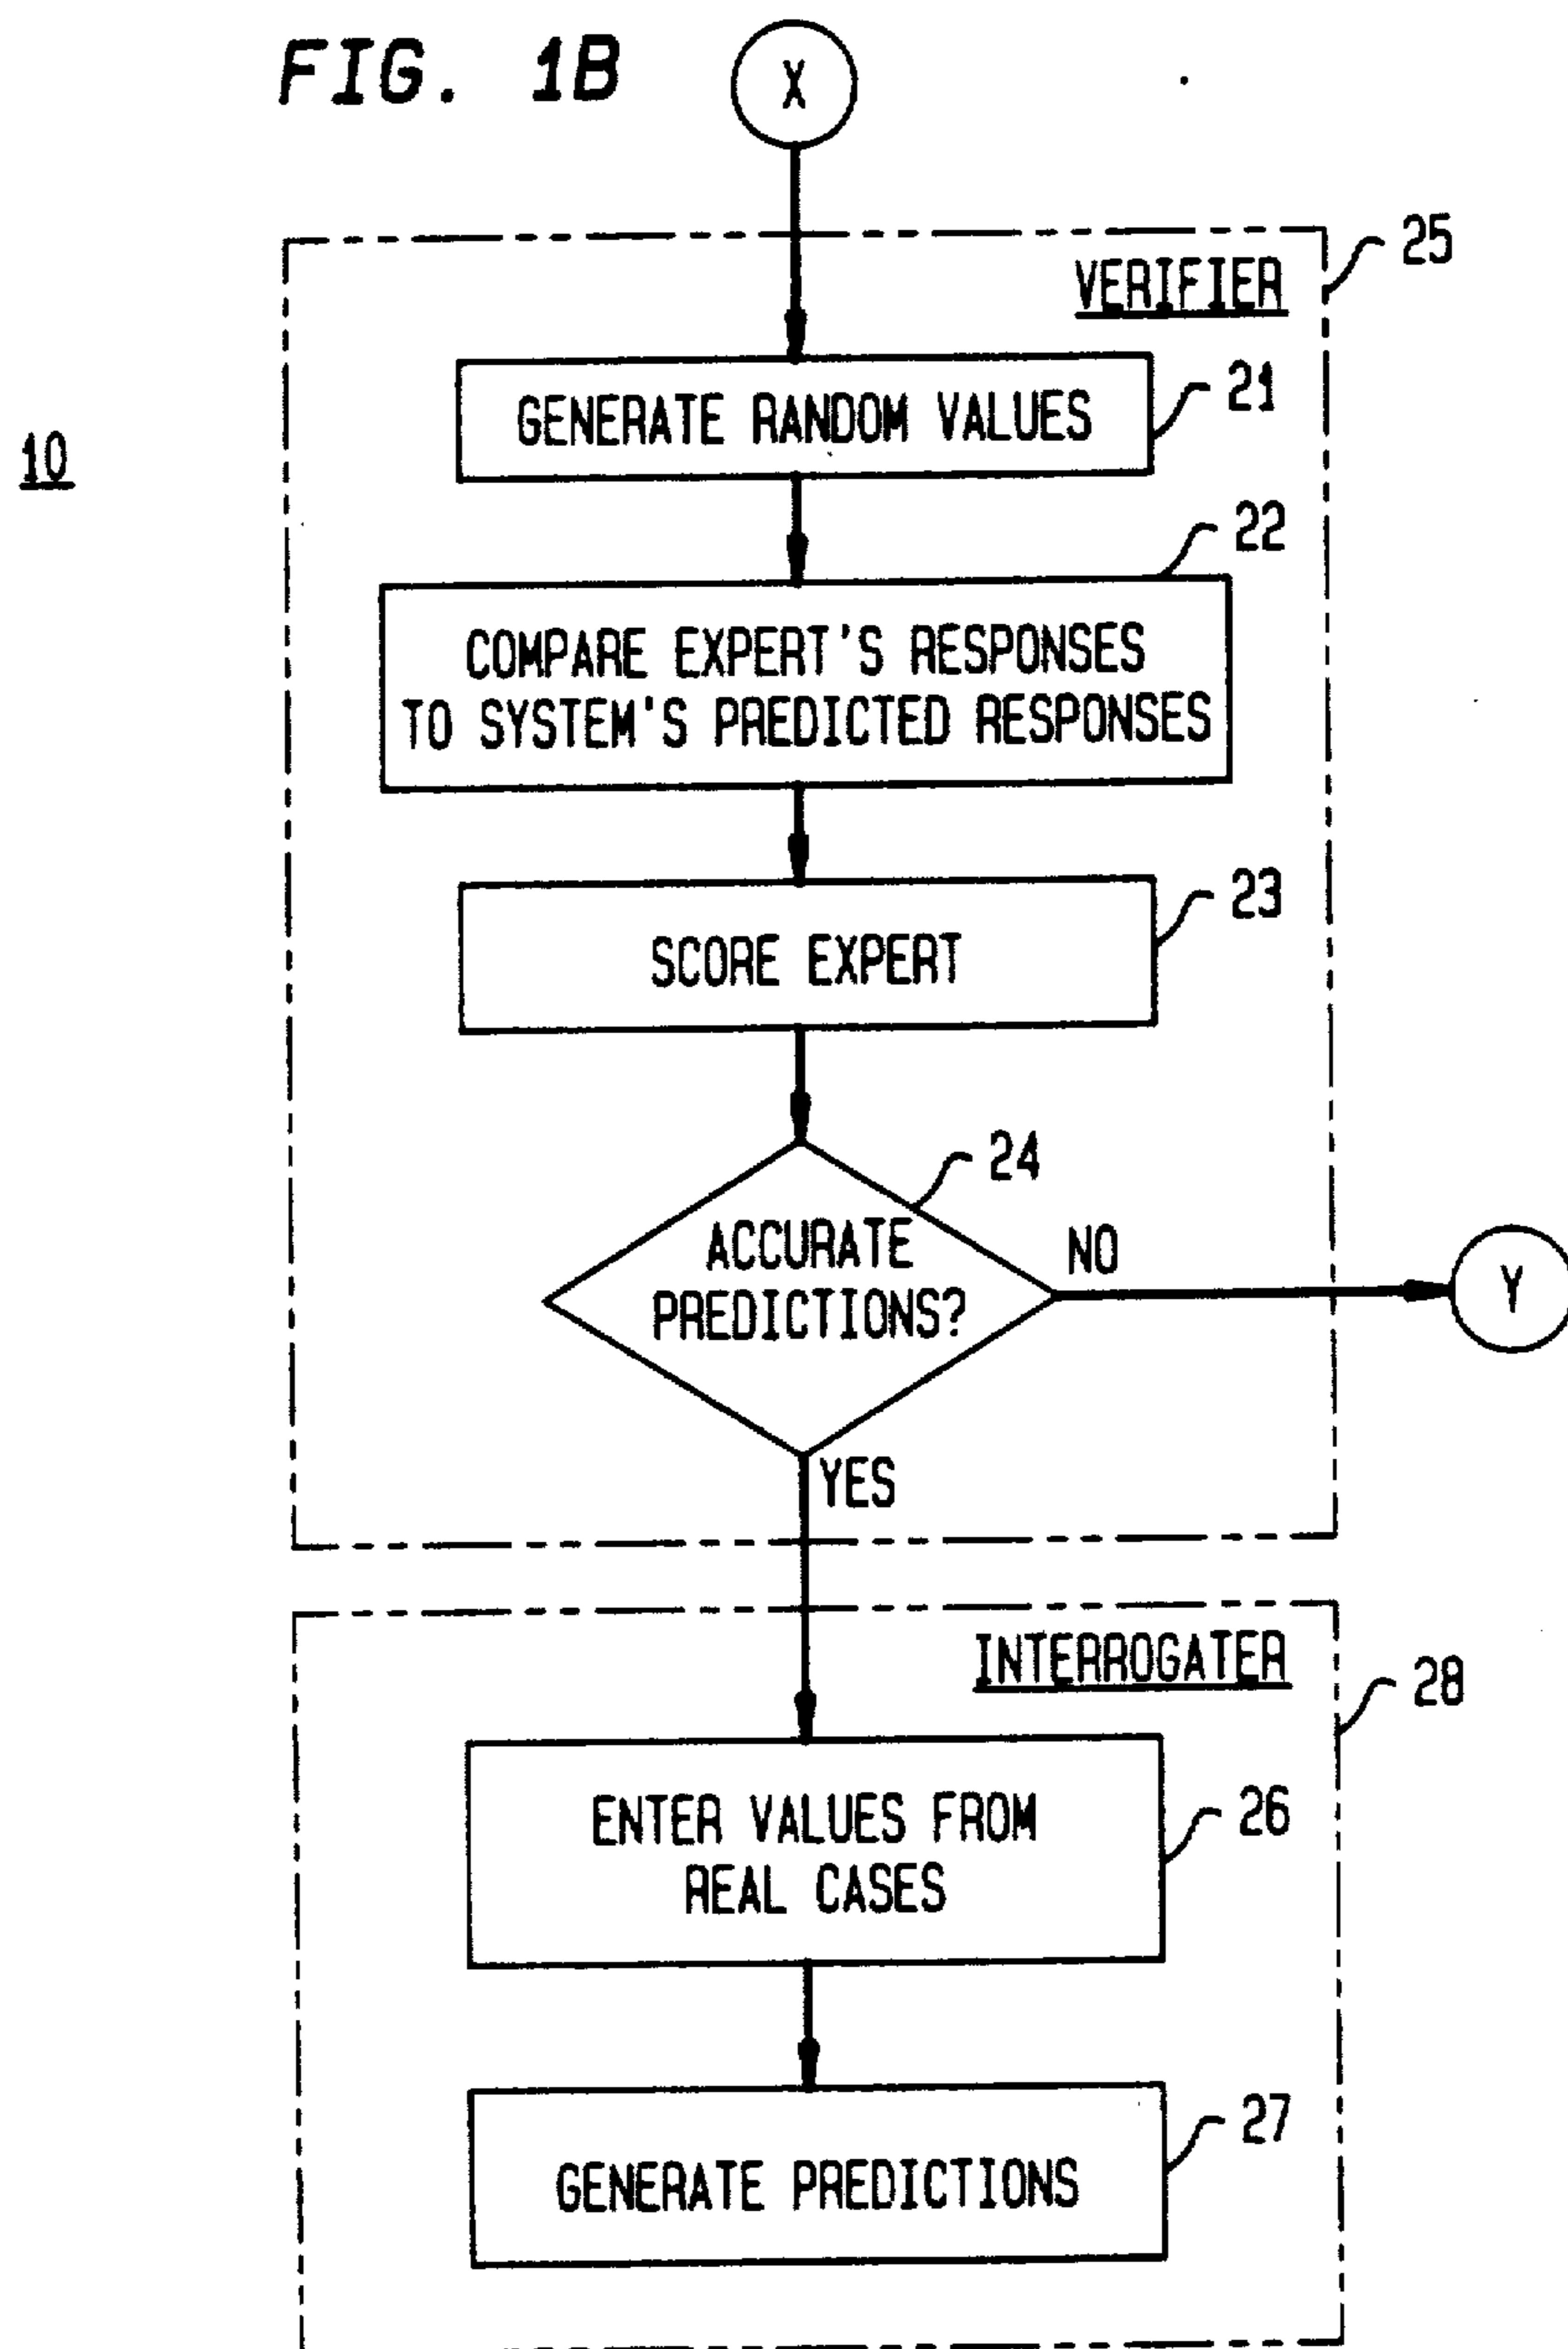 FIG. 1B
X
25
VERIFIER
10
GENERATE RANDOM VALUES
21
22
COMPARE EXPERT'S RESPONSES
TO SYSTEM'S PREDICTED RESPONSES
23
SCORE EXPERT
24
ACCURATE
PREDICTIONS?
NO
Y
YES
INTERROGATER
28
ENTER VALUES FROM
REAL CASES
26
27
GENERATE PREDICTIONS